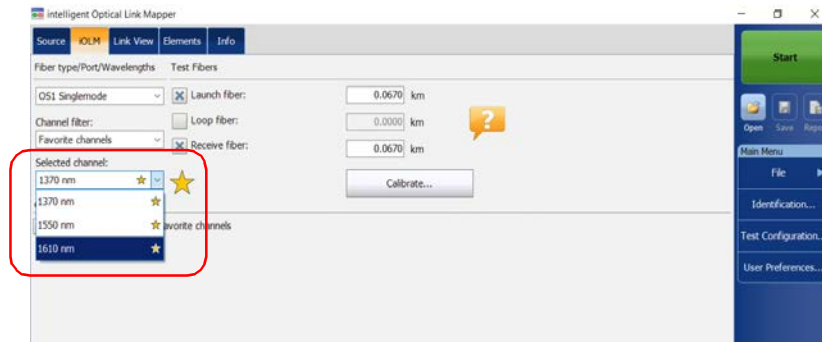 intelligent Optical Link Mapper
Source iOLM Link View Elements Info
Fiber type/Port/Wavelengths Test Fibers
OS1 Singlemode
Launch fiber: 0.0670 km
Channel filter:
Loop fiber: 0.0000 km
Favorite channels
Receive fiber: 0.0670 km
Selected channel:
1370 nm
Calibrate...
1370 nm
1550 nm
avorite channels
1610 nm
?
Start
Open Save Repo
Main Menu
File
Identification...
Test Configuration..
User Preferences...